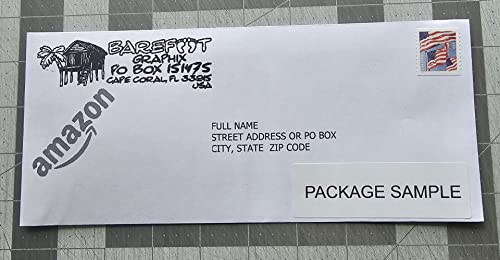 BAREFOOT
GRAPHIX
PO BOX 151475
CAPE CORAL, FL 33915
USA
amazon
FULL NAME
STREET ADDRESS OR PO BOX
CITY, STATE ZIP CODE
PACKAGE SAMPLE